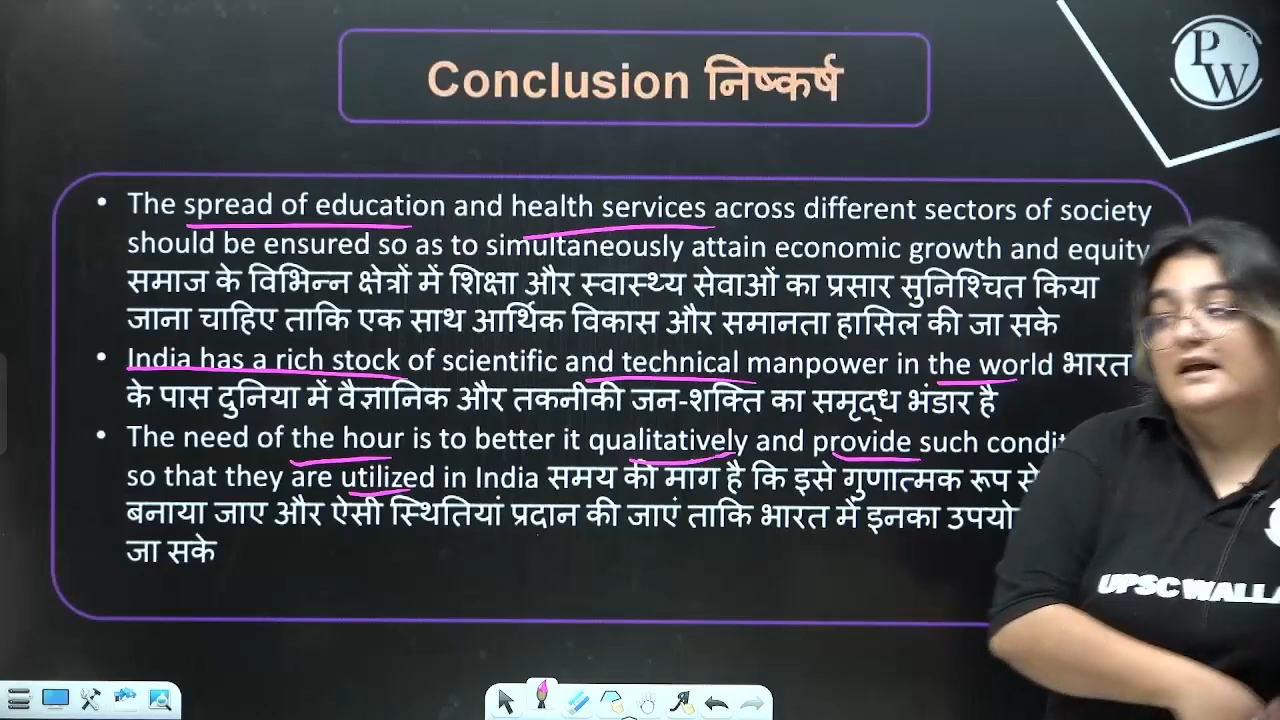 Conclusion निष्कर्ष
PW
• The spread of education and health services across different sectors of society
should be ensured so as to simultaneously attain economic growth and equity
समाज के विभिन्न क्षेत्रों में शिक्षा और स्वास्थ्य सेवाओं का प्रसार सुनिश्चित किया
जाना चाहिए ताकि एक साथ आर्थिक विकास और समानता हासिल की जा सके
• India has a rich stock of scientific and technical manpower in the world भारत
के पास दुनिया में वैज्ञानिक और तकनीकी जन-शक्ति का समृद्ध भंडार है
• The need of the hour is to better it qualitatively and provide such
so that they are utilized in India समय की मांग है कि इसे गुणात्मक रूप से
बनाया जाए और ऐसी स्थितियां प्रदान की जाएं ताकि भारत में इनका
जा सके
UPSC